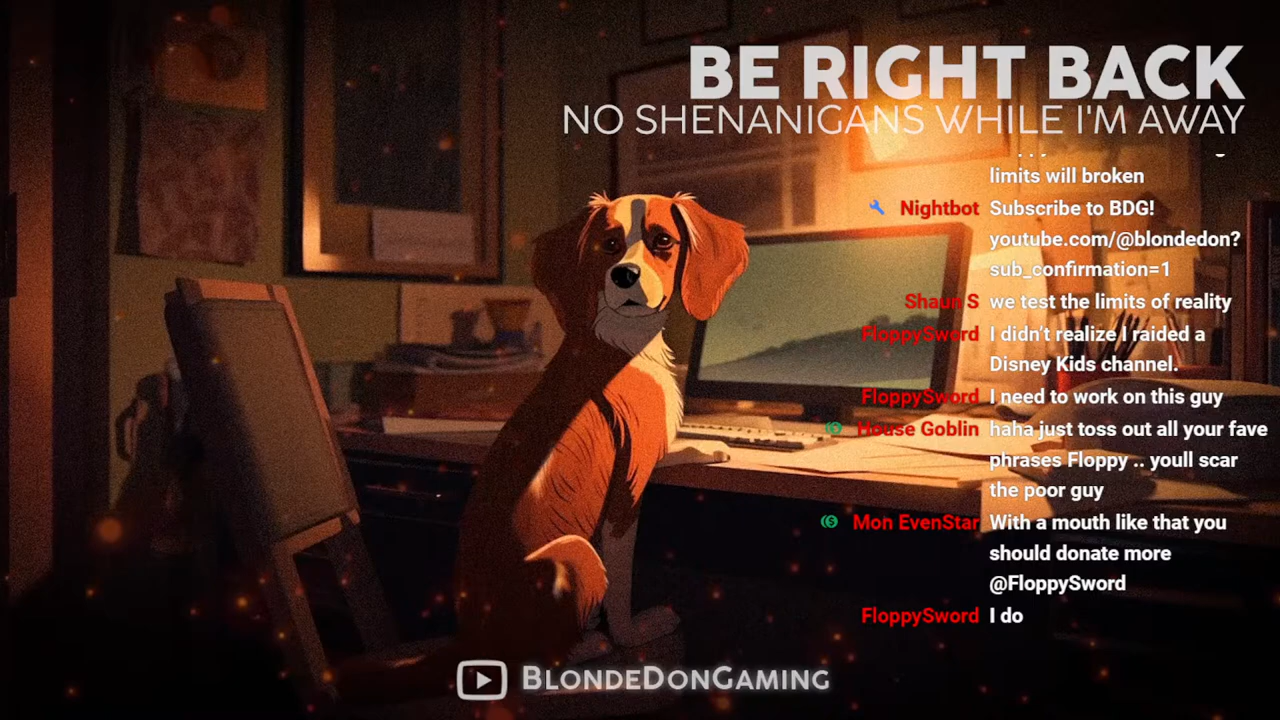 BE RIGHT BACK
NO SHENANIGANS WHILE I'M AWAY
limits will broken
Nightbot Subscribe to BDG!
youtube.com/@blondedon?
sub_confirmation=1
Shaun S we test the limits of reality
FloppySword I didn't realize I raided a
Disney Kids channel.
FloppySword I need to work on this guy
House Goblin haha just toss out all your fave
phrases Floppy .. youll scar
the poor guy
Mon EvenStar With a mouth like that you
should donate more
@FloppySword
FloppySword I do
BLONDEDONGAMING